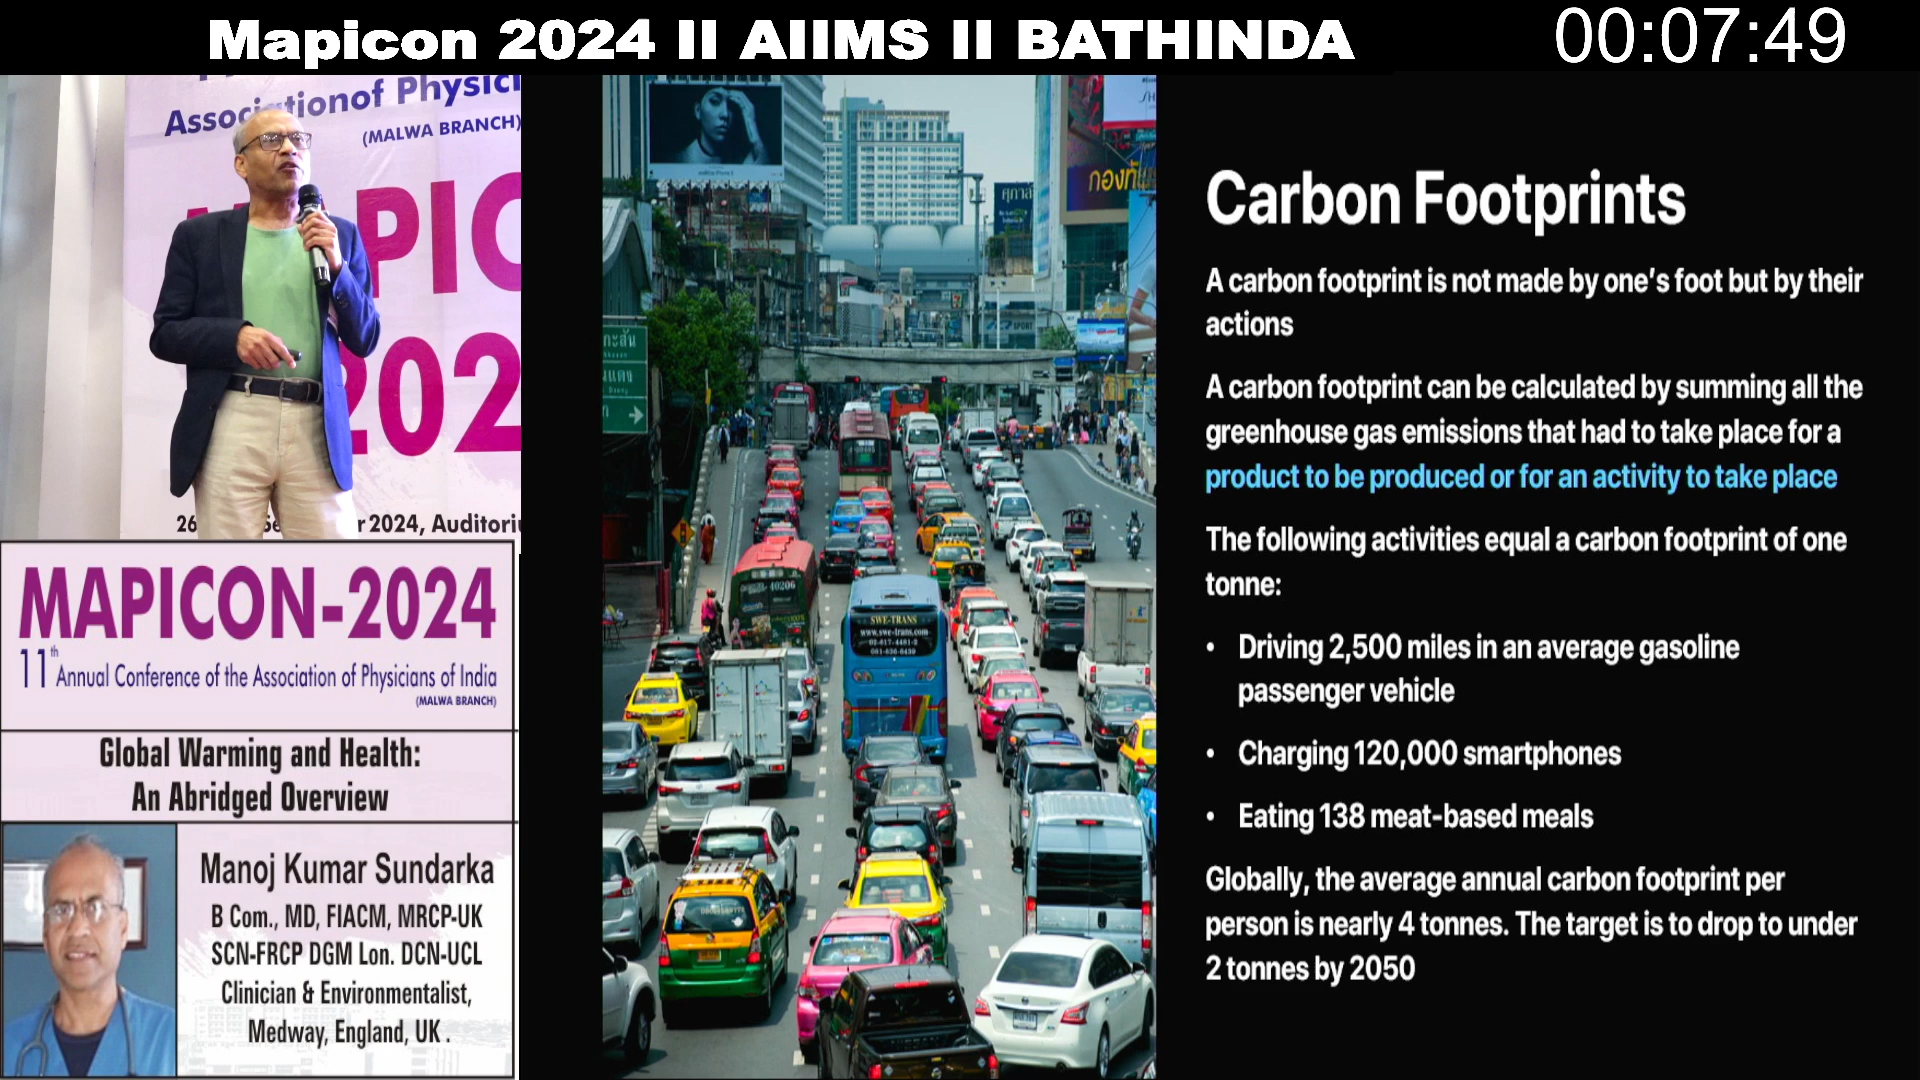 Mapicon 2024 II AIIMS II BATHINDA
00:07:49
Associationof Physici
(MALWA BRANCH)
PIC
202
26
r 2024, Auditoriu
MAPICON-2024
11th Annual Conference of the Association of Physicians of India
(MALWA BRANCH)
Global Warming and Health:
An Abridged Overview
Manoj Kumar Sundarka
B Com., MD, FIACM, MRCP-UK
SCN-FRCP DGM Lon. DCN-UCL
Clinician & Environmentalist,
Medway, England, UK .
SWE-TRANS
www.swe-trans.com
40206
SPORT
Carbon Footprints
A carbon footprint is not made by one's foot but by their
actions
A carbon footprint can be calculated by summing all the
greenhouse gas emissions that had to take place for a
product to be produced or for an activity to take place
The following activities equal a carbon footprint of one
tonne:
• Driving 2,500 miles in an average gasoline
passenger vehicle
• Charging 120,000 smartphones
• Eating 138 meat-based meals
Globally, the average annual carbon footprint per
person is nearly 4 tonnes. The target is to drop to under
2 tonnes by 2050